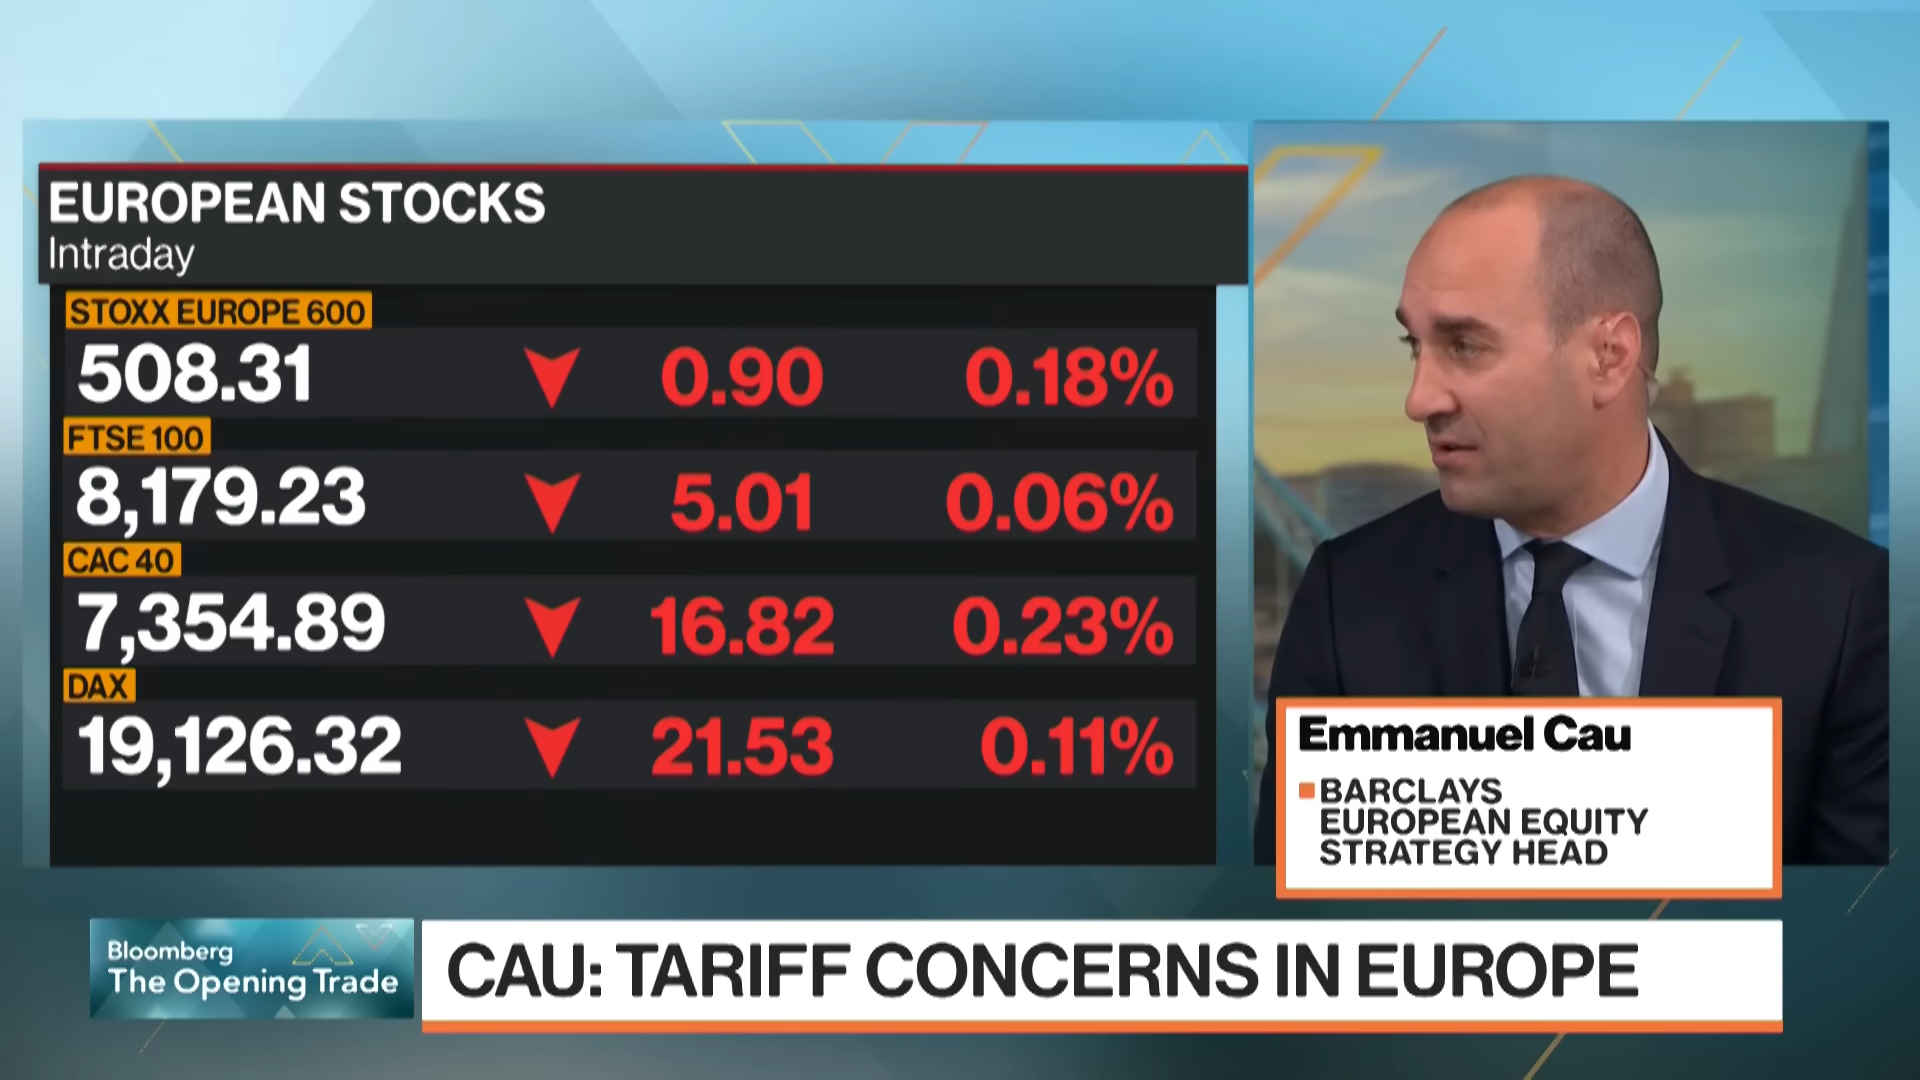 EUROPEAN STOCKS
Intraday
STOXX EUROPE 600
508.31 0.90 0.18%
FTSE 100
8,179.23 5.01 0.06%
CAC 40
7,354.89 16.82 0.23%
DAX
19,126.32 21.53 0.11%
Emmanuel Cau
BARCLAYS
EUROPEAN EQUITY
STRATEGY HEAD
Bloomberg
The Opening Trade
CAU: TARIFF CONCERNS IN EUROPE